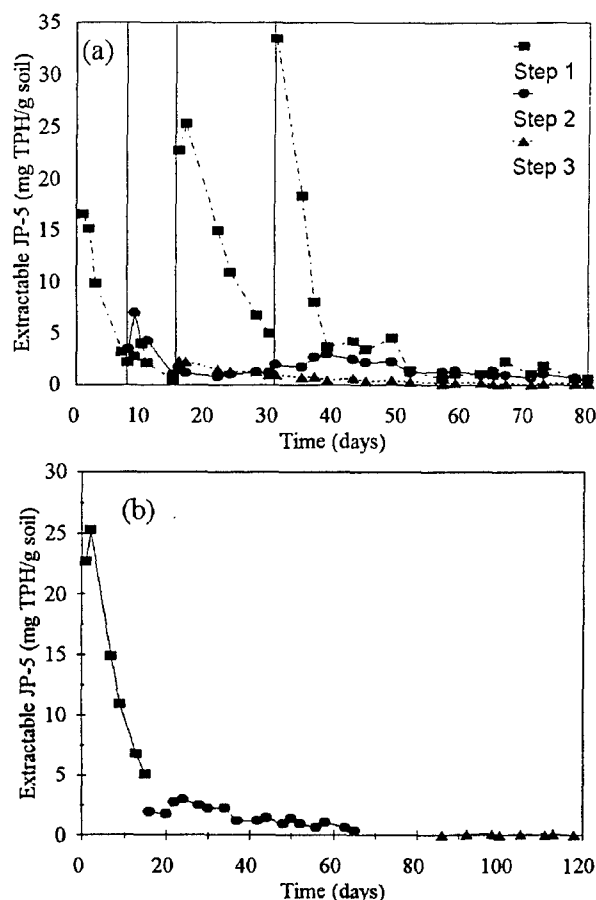 (a)
Extractable JP-5 (mg TPH/g soil)
35
30
25
20
15
10
5
0
Step 1
Step 2
Step 3
0 10 20 30 40 50 60 70 80
Time (days)
(b)
Extractable JP-5 (mg TPH/g soil)
30
25
20
15
10
5
0
0 20 40 60 80 100 120
Time (days)